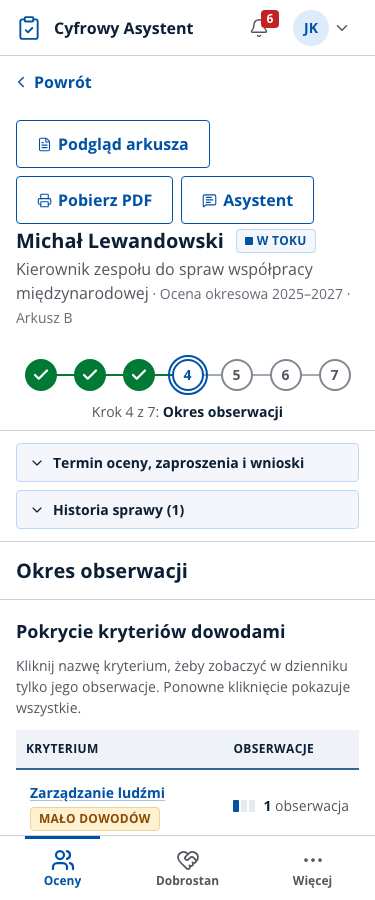 Cyfrowy Asystent
6
JK
Powrót
Podgląd arkusza
Pobierz PDF
Asystent
Michał Lewandowski
W TOKU
Kierownik zespołu do spraw współpracy
międzynarodowej · Ocena okresowa 2025–2027 ·
Arkusz B
4
5
6
7
Krok 4 z 7: Okres obserwacji
Termin oceny, zaproszenia i wnioski
Historia sprawy (1)
Okres obserwacji
Pokrycie kryteriów dowodami
Kliknij nazwę kryterium, żeby zobaczyć w dzienniku
tylko jego obserwacje. Ponowne kliknięcie pokazuje
wszystkie.
KRYTERIUM
OBSERWACJE
Zarządzanie ludźmi
MAŁO DOWODÓW
1 obserwacja
Oceny
Dobrostan
Więcej